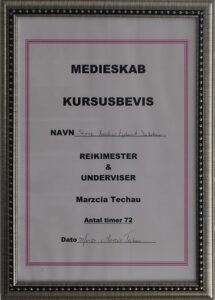 MEDIESKAB
KURSUSBEVIS
NAVN
REIKIMESTER
&
UNDERVISER
Marzcia Techau
Antal timer 72
Dato